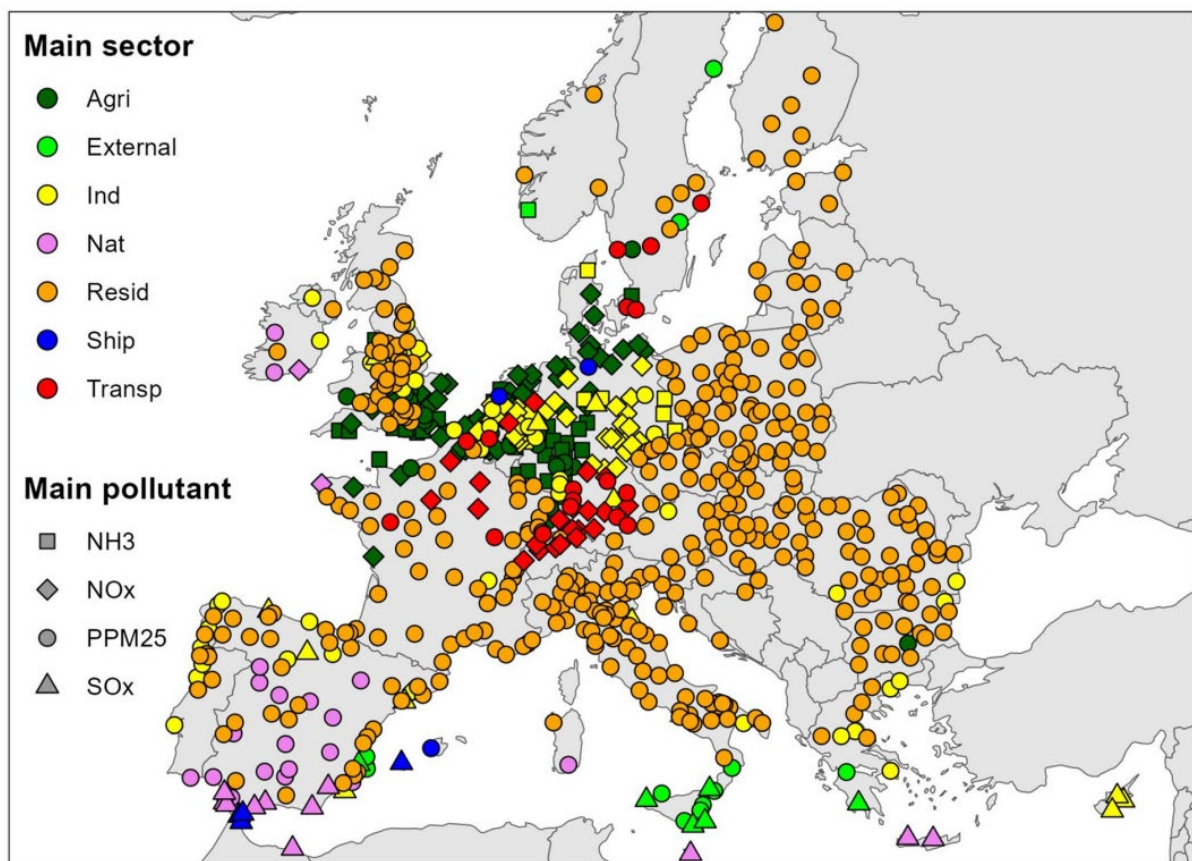 Main sector
Agri
External
Ind
Nat
Resid
Ship
Transp
Main pollutant
NH3
NOx
PPM25
SOx